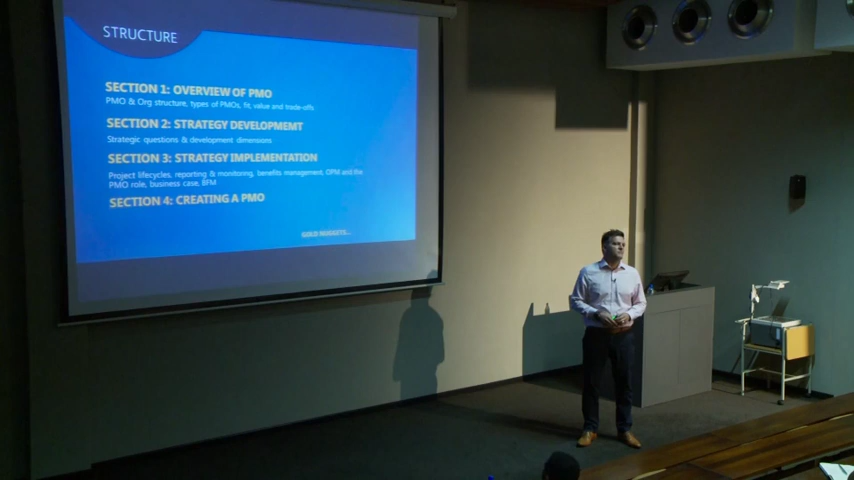 STRUCTURE
SECTION 1: OVERVIEW OF PMO
PMO & Org structure, types of PMOs, fit, value and trade-offs
SECTION 2: STRATEGY DEVELOPMEMT
Strategic questions & development dimensions
SECTION 3: STRATEGY IMPLEMENTATION
Project lifecycles, reporting & monitoring, benefits management, OPM and the
PMO role, business case, BFM
SECTION 4: CREATING A PMO
GOLD NUGGETS...